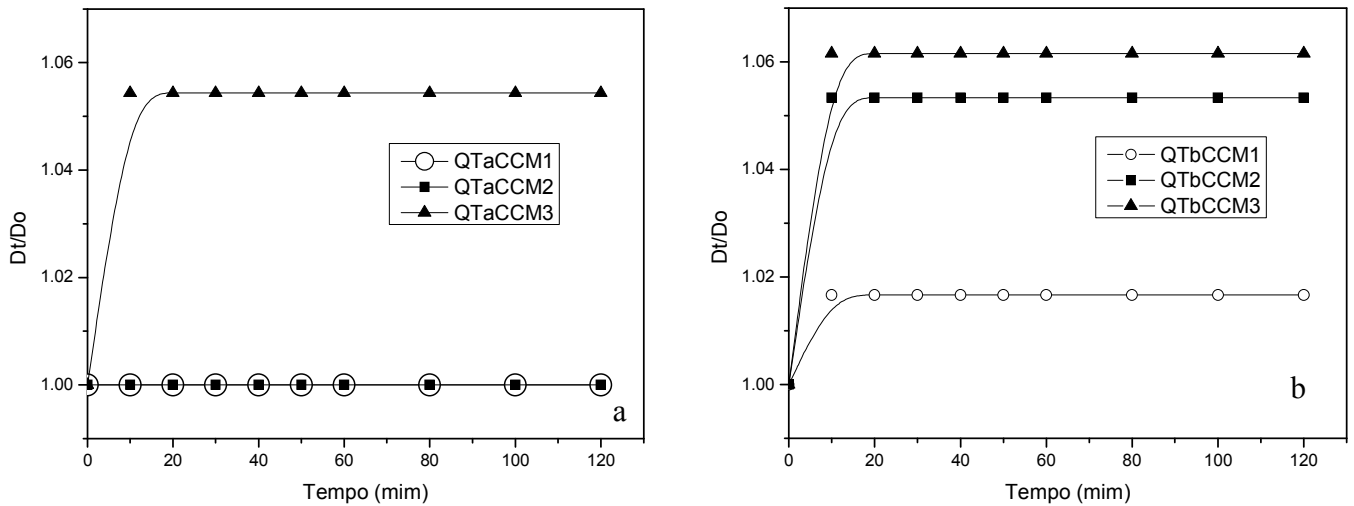 1.06
1.04
1.02
1.00
Dt/Do
0 20 40 60 80 100 120
Tempo (mim)
QTaCCM1
QTaCCM2
QTaCCM3
a
1.06
1.04
1.02
1.00
Dt/Do
0 20 40 60 80 100 120
Tempo (mim)
QTbCCM1
QTbCCM2
QTbCCM3
b